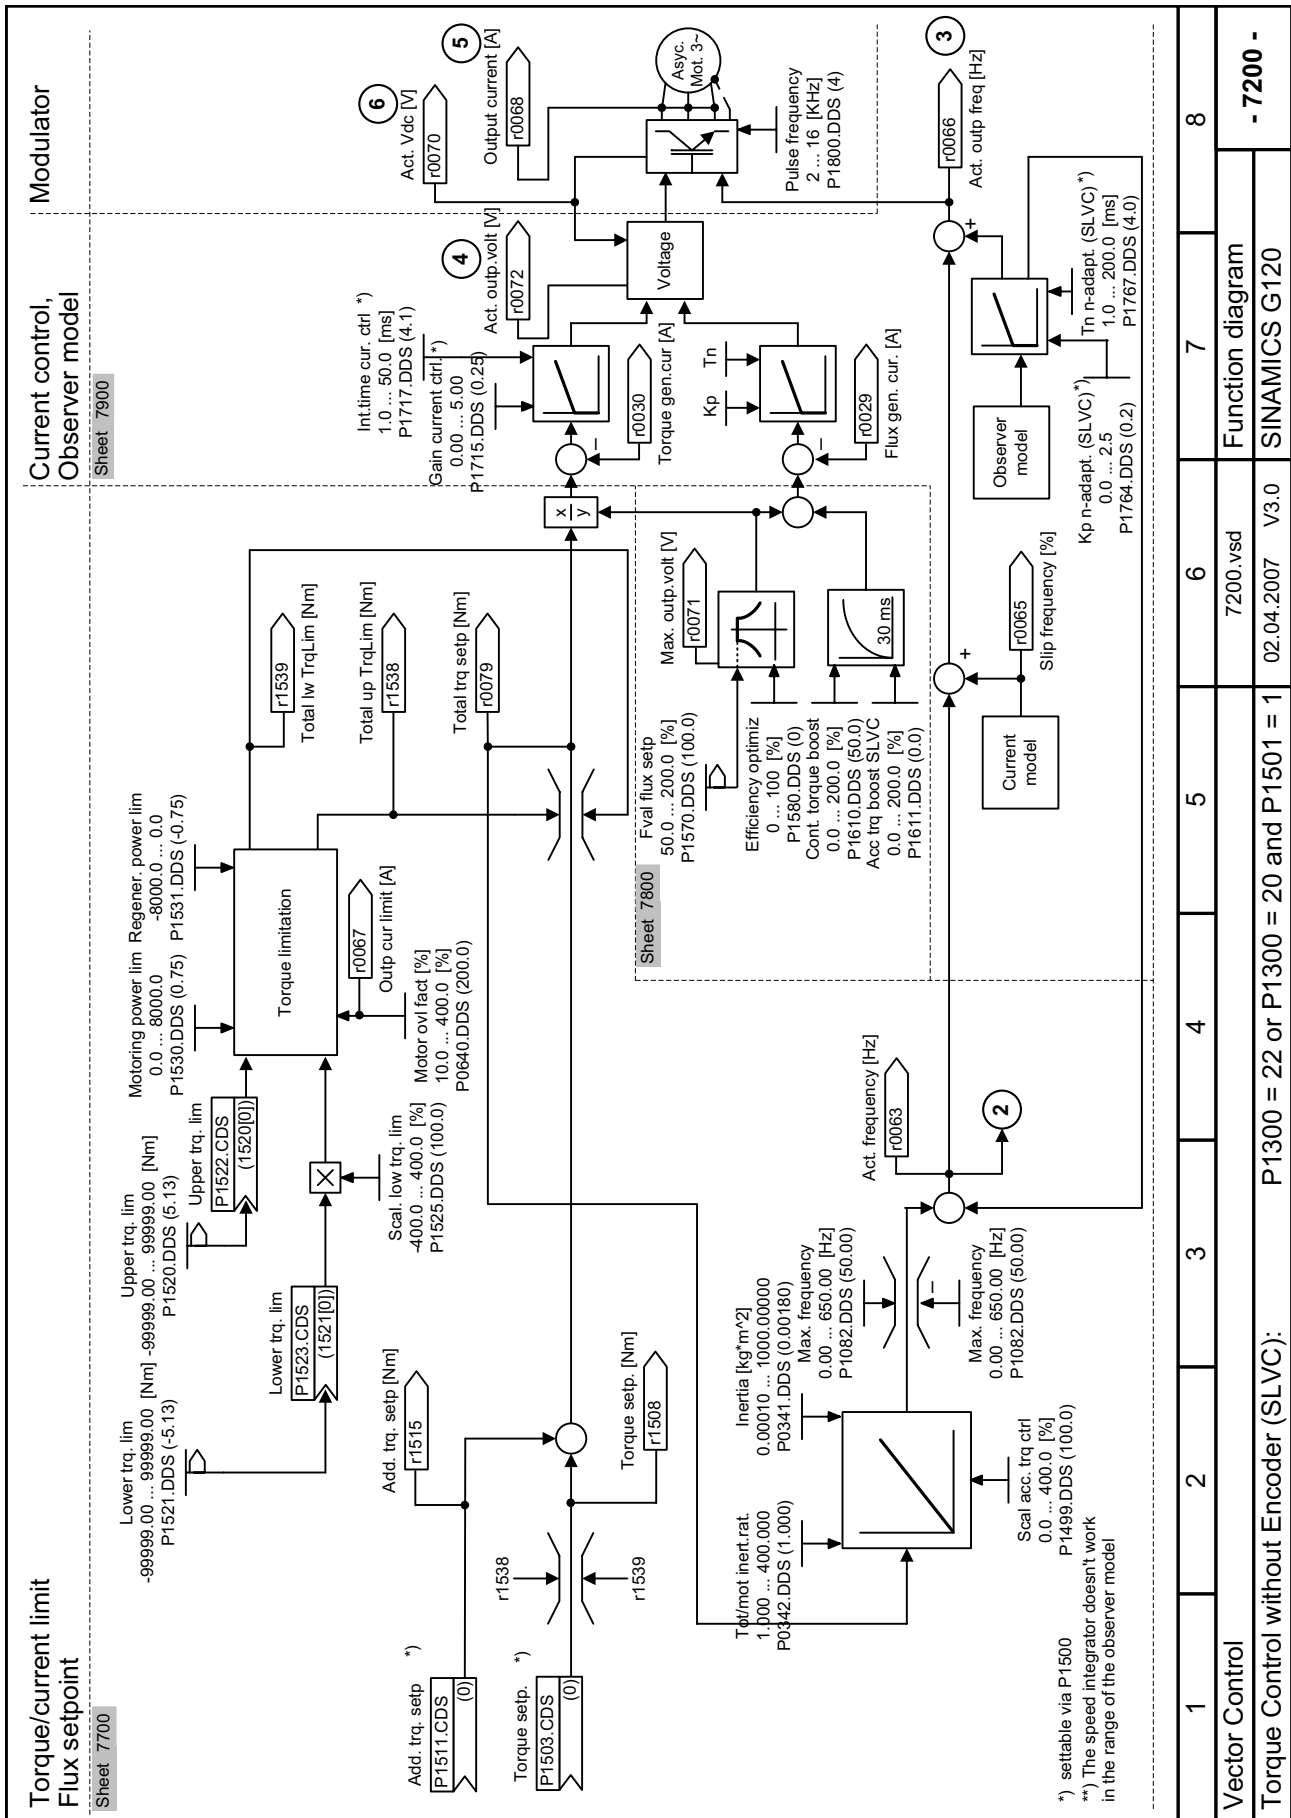 Torque/current limit
Flux setpoint
Sheet 7700
Current control,
Observer model
Sheet 7900
Modulator
Lower trq. lim
-99999.00 ... 99999.00 [Nm]
P1521.DDS (-5.13)
Upper trq. lim
-99999.00 ... 99999.00 [Nm]
P1520.DDS (5.13)
Upper trq. lim
P1522.CDS
(1520[0])
Lower trq. lim
P1523.CDS
(1521[0])
Scal. low trq. lim
-400.0 ... 400.0 [%]
P1525.DDS (100.0)
Motoring power lim
0.0 ... 8000.0
P1530.DDS (0.75)
Regener. power lim
-8000.0 ... 0.0
P1531.DDS (-0.75)
Torque limitation
r0067
Outp cur limit [A]
Motor ovl fact [%]
10.0 ... 400.0 [%]
P0640.DDS (200.0)
r1539
Total lw TrqLim [Nm]
Total up TrqLim [Nm]
r1538
Total trq setp [Nm]
r0079
Add. trq. setp *)
P1511.CDS
(0)
Add. trq. setp [Nm]
r1515
Torque setp. *)
P1503.CDS
(0)
r1538
r1539
Torque setp. [Nm]
r1508
x
y
Int.time cur. ctrl *)
1.0 ... 50.0 [ms]
P1717.DDS (4.1)
Gain current ctrl. *)
0.00 ... 5.00
P1715.DDS (0.25)
–
r0030
Torque gen.cur [A]
Kp
Tn
–
r0029
Flux gen. cur. [A]
4
Act. outp.volt [V]
r0072
Voltage
6
Act. Vdc [V]
r0070
5
Output current [A]
r0068
Asyc.
Mot. 3~
Pulse frequency
2 ... 16 [KHz]
P1800.DDS (4)
Sheet 7800
Fval flux setp
50.0 ... 200.0 [%]
P1570.DDS (100.0)
Max. outp.volt [V]
r0071
Efficiency optimiz
0 ... 100 [%]
P1580.DDS (0)
Cont. torque boost
0.0 ... 200.0 [%]
P1610.DDS (50.0)
Acc trq boost SLVC
0.0 ... 200.0 [%]
P1611.DDS (0.0)
30 ms
Tot/mot inert.rat.
1.000 ... 400.000
P0342.DDS (1.000)
Inertia [kg*m^2]
0.00010 ... 1000.00000
P0341.DDS (0.00180)
Scal acc. trq ctrl
0.0 ... 400.0 [%]
P1499.DDS (100.0)
Max. frequency
0.00 ... 650.00 [Hz]
P1082.DDS (50.00)
–
Max. frequency
0.00 ... 650.00 [Hz]
P1082.DDS (50.00)
Act. frequency [Hz]
r0063
2
Current
model
+
r0065
Slip frequency [%]
Observer
model
Kp n-adapt. (SLVC)*)
0.0 ... 2.5
P1764.DDS (0.2)
Tn n-adapt. (SLVC)*)
1.0 ... 200.0 [ms]
P1767.DDS (4.0)
+
3
r0066
Act. outp freq [Hz]
*) settable via P1500
**) The speed integrator doesn't work
in the range of the observer model
1 2 3 4 5 6 7 8
Vector Control
7200.vsd
Function diagram
- 7200 -
Torque Control without Encoder (SLVC):
P1300 = 22 or P1300 = 20 and P1501 = 1
02.04.2007 V3.0
SINAMICS G120